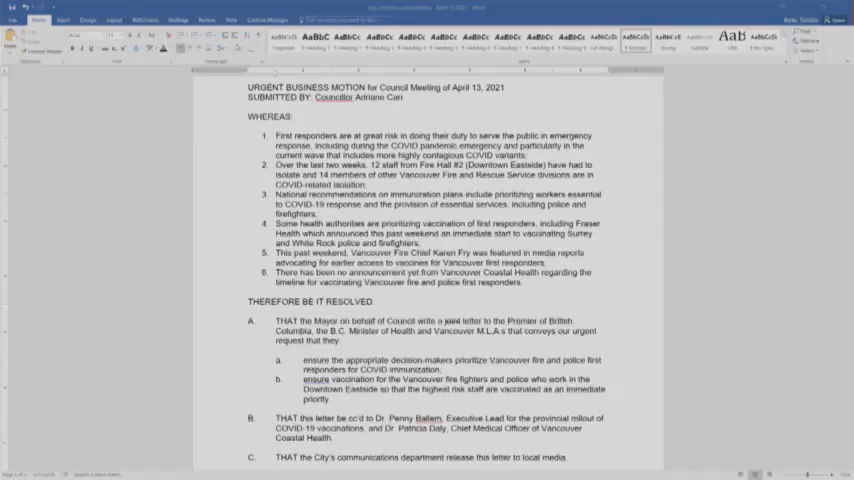 URGENT BUSINESS MOTION for Council Meeting of April 13, 2021
SUBMITTED BY: Councillor Adriane Carr
WHEREAS:
1. First responders are at great risk in doing their duty to serve the public in emergency
response, including during the COVID pandemic emergency and particularly in the
current wave that includes more highly contagious COVID variants;
2. Over the last two weeks, 12 staff from Fire Hall #2 (Downtown Eastside) have had to
isolate and 14 members of other Vancouver Fire and Rescue Service divisions are in
COVID-related isolation;
3. National recommendations on immunization plans include prioritizing workers essential
to COVID-19 response and the provision of essential services, including police and
firefighters;
4. Some health authorities are prioritizing vaccination of first responders, including Fraser
Health which announced this past weekend an immediate start to vaccinating Surrey
and White Rock police and firefighters;
5. This past weekend, Vancouver Fire Chief Karen Fry was featured in media reports
advocating for earlier access to vaccines for Vancouver first responders;
6. There has been no announcement yet from Vancouver Coastal Health regarding the
timeline for vaccinating Vancouver fire and police first responders.
THEREFORE BE IT RESOLVED:
A. THAT the Mayor on behalf of Council write a joint letter to the Premier of British
Columbia, the B.C. Minister of Health and Vancouver M.L.A.s that conveys our urgent
request that they:
a. ensure the appropriate decision-makers prioritize Vancouver fire and police first
responders for COVID immunization;
b. ensure vaccination for the Vancouver fire fighters and police who work in the
Downtown Eastside so that the highest risk staff are vaccinated as an immediate
priority.
B. THAT this letter be cc'd to Dr. Penny Ballem, Executive Lead for the provincial rollout of
COVID-19 vaccinations, and Dr. Patricia Daly, Chief Medical Officer of Vancouver
Coastal Health.
C. THAT the City's communications department release this letter to local media.